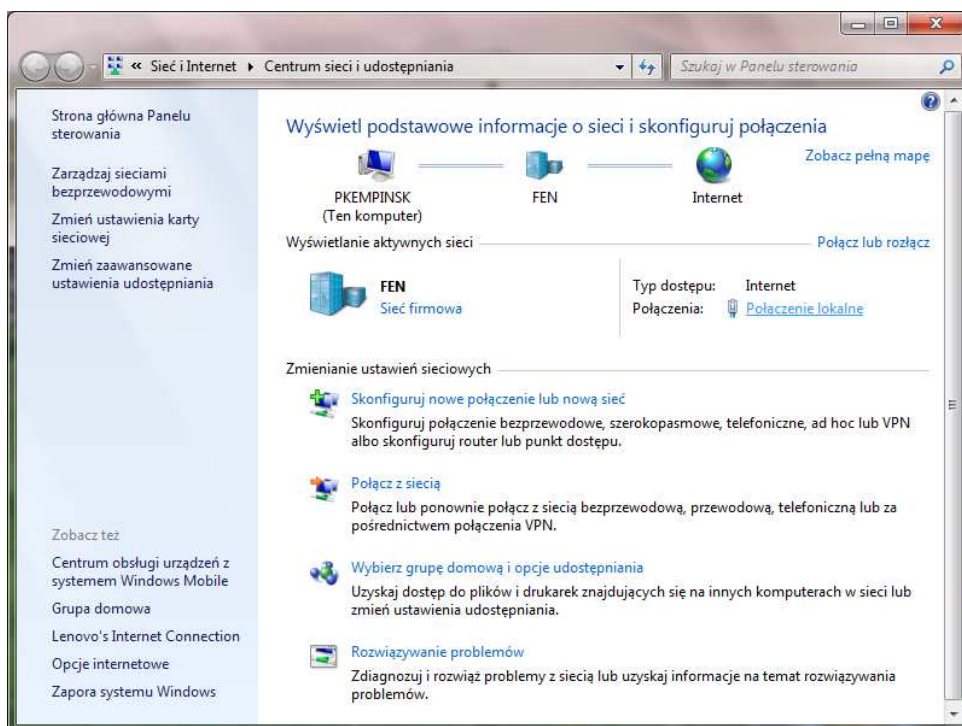 « Sieć i Internet ▸ Centrum sieci i udostępniania
Szukaj w Panelu sterowania
Strona główna Panelu
sterowania
Zarządzaj sieciami
bezprzewodowymi
Zmień ustawienia karty
sieciowej
Zmień zaawansowane
ustawienia udostępniania
Zobacz też
Centrum obsługi urządzeń z
systemem Windows Mobile
Grupa domowa
Lenovo's Internet Connection
Opcje internetowe
Zapora systemu Windows
Wyświetl podstawowe informacje o sieci i skonfiguruj połączenia
Zobacz pełną mapę
PKEMPINSK
(Ten komputer)
FEN
Internet
Wyświetlanie aktywnych sieci
Połącz lub rozłącz
FEN
Sieć firmowa
Typ dostępu: Internet
Połączenia: Połączenie lokalne
Zmienianie ustawień sieciowych
Skonfiguruj nowe połączenie lub nową sieć
Skonfiguruj połączenie bezprzewodowe, szerokopasmowe, telefoniczne, ad hoc lub VPN
albo skonfiguruj router lub punkt dostępu.
Połącz z siecią
Połącz lub ponownie połącz z siecią bezprzewodową, przewodową, telefoniczną lub za
pośrednictwem połączenia VPN.
Wybierz grupę domową i opcje udostępniania
Uzyskaj dostęp do plików i drukarek znajdujących się na innych komputerach w sieci lub
zmień ustawienia udostępniania.
Rozwiązywanie problemów
Zdiagnozuj i rozwiąż problemy z siecią lub uzyskaj informacje na temat rozwiązywania
problemów.